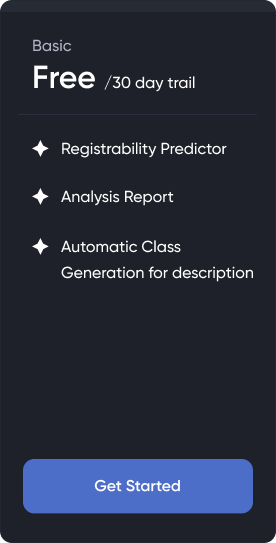 Basic
Free /30 day trail
Registrability Predictor
Analysis Report
Automatic Class
Generation for description
Get Started